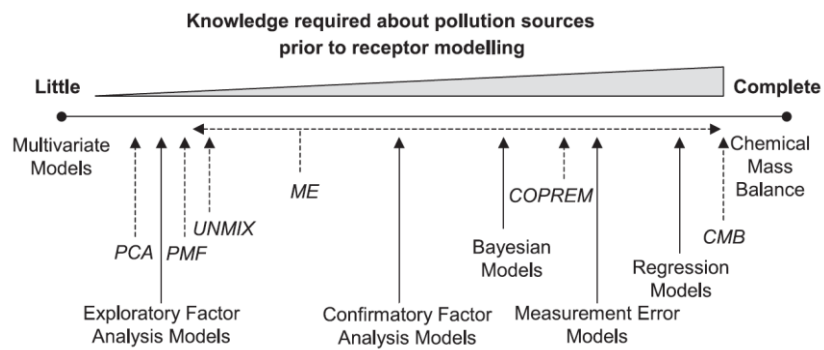 Knowledge required about pollution sources
prior to receptor modelling
Little
Complete
Multivariate
Models
Chemical
Mass
Balance
PCA
PMF
UNMIX
ME
COPREM
CMB
Bayesian
Models
Regression
Models
Exploratory Factor
Analysis Models
Confirmatory Factor
Analysis Models
Measurement Error
Models